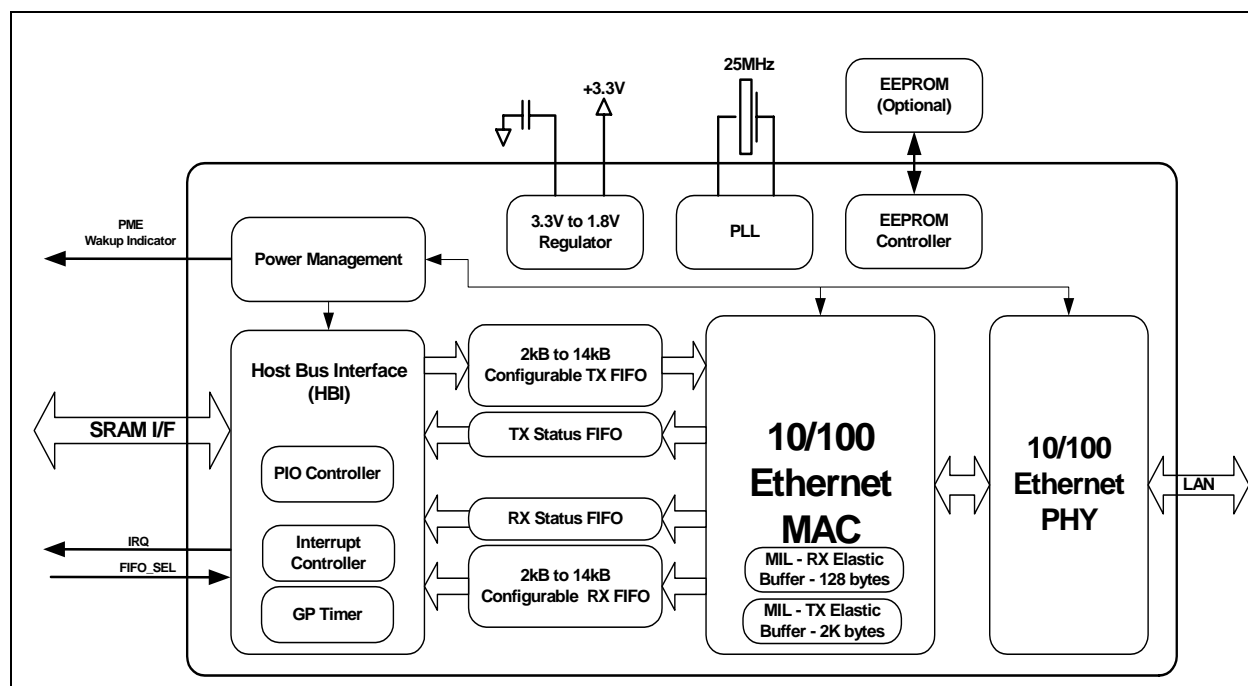 25MHz
+3.3V
EEPROM
(Optional)
3.3V to 1.8V
Regulator
PLL
EEPROM
Controller
PME
Wakup Indicator
Power Management
Host Bus Interface
(HBI)
2kB to 14kB
Configurable TX FIFO
SRAM I/F
TX Status FIFO
PIO Controller
10/100
Ethernet
MAC
10/100
Ethernet
PHY
LAN
RX Status FIFO
IRQ
Interrupt
Controller
FIFO_SEL
2kB to 14kB
Configurable RX FIFO
MIL - RX Elastic
Buffer - 128 bytes
GP Timer
MIL - TX Elastic
Buffer - 2K bytes